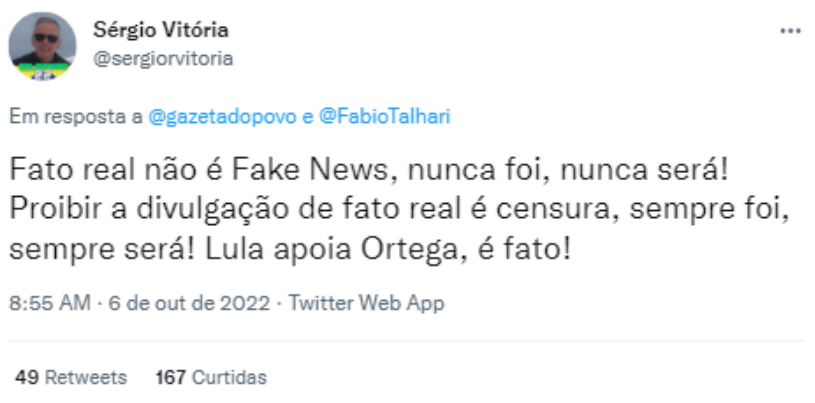 Sérgio Vitória
@sergiorvitoria
Em resposta a @gazetadopovo e @FabioTalhari
Fato real não é Fake News, nunca foi, nunca será!
Proibir a divulgação de fato real é censura, sempre foi,
sempre será! Lula apoia Ortega, é fato!
8:55 AM · 6 de out de 2022 · Twitter Web App
49 Retweets 167 Curtidas